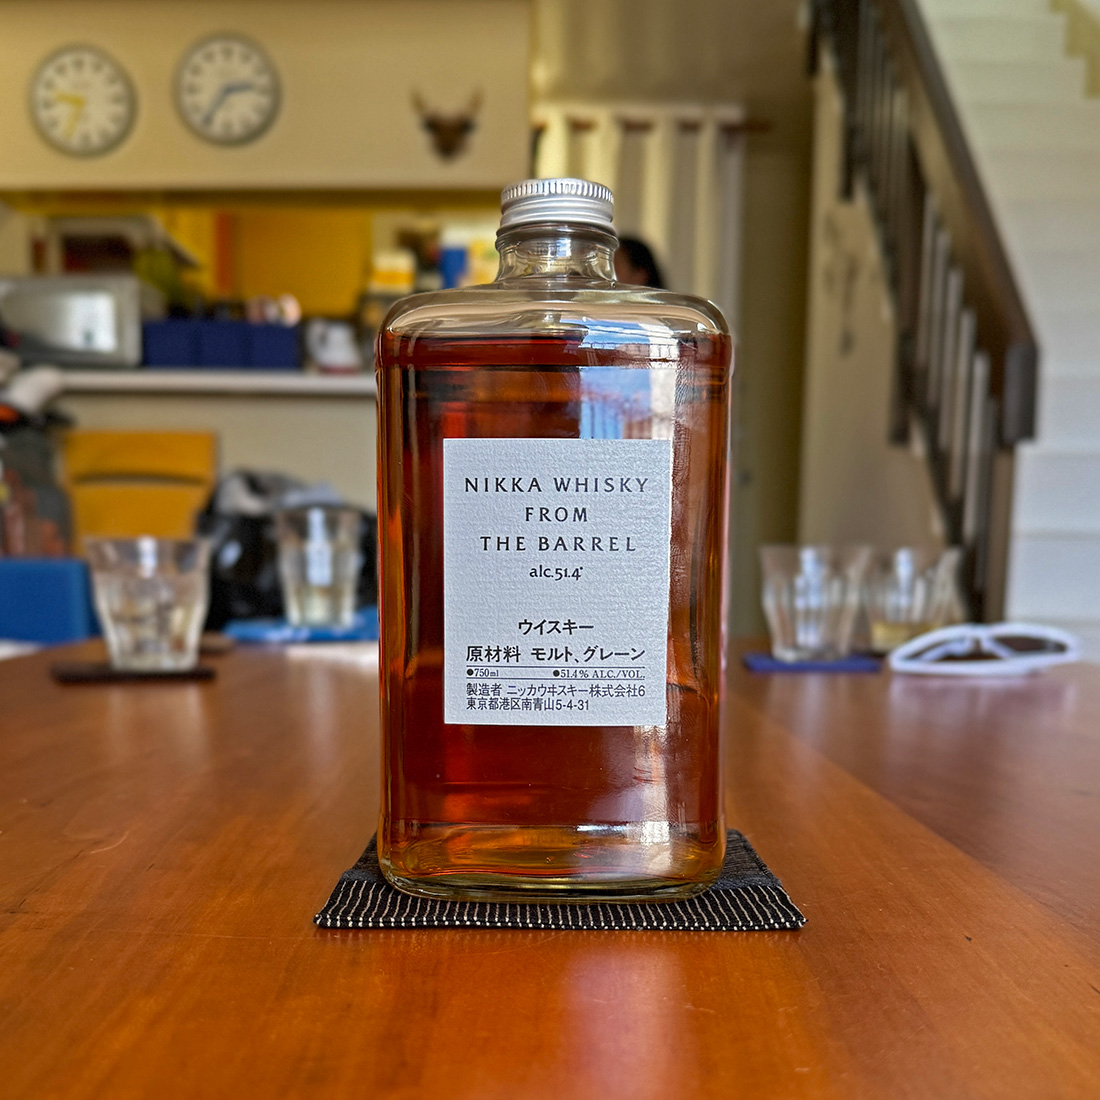 NIKKA WHISKY
FROM
THE BARREL
alc.51.4°
ウイスキー
原材料 モルト、グレーン
●750ml ●51.4% ALC./VOL.
製造者 ニッカウヰスキー株式会社6
東京都港区南青山5-4-31